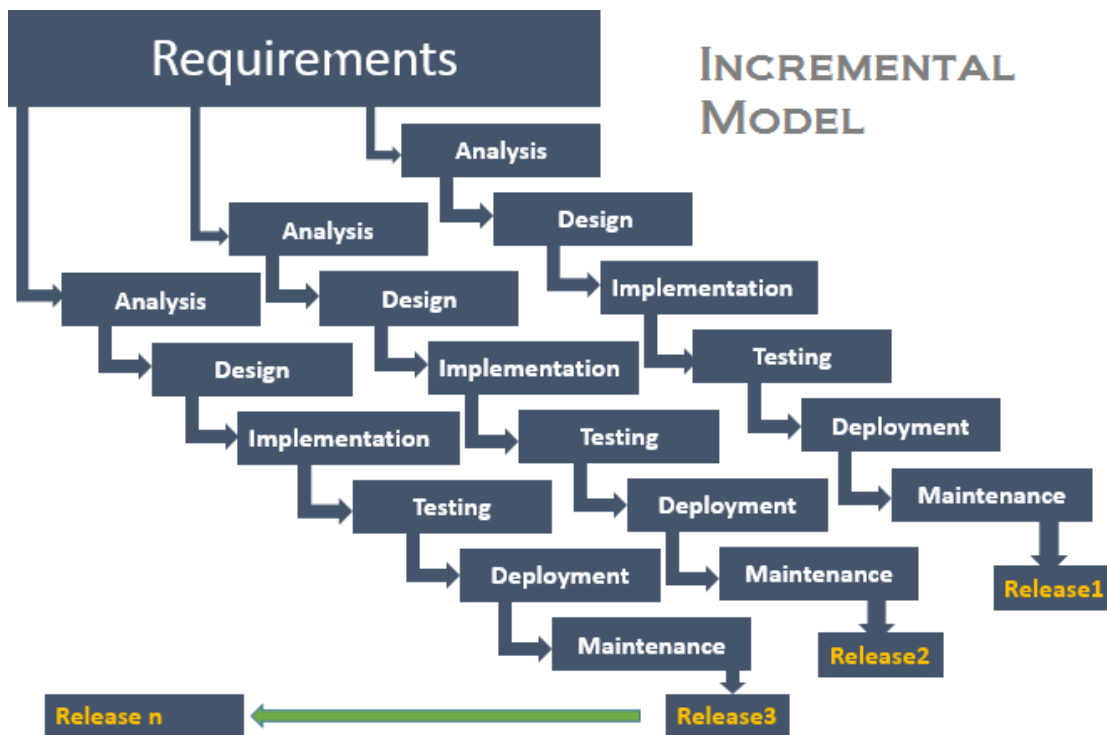 Requirements
INCREMENTAL
MODEL
Analysis
Design
Implementation
Testing
Deployment
Maintenance
Release1
Analysis
Design
Implementation
Testing
Deployment
Maintenance
Release2
Analysis
Design
Implementation
Testing
Deployment
Maintenance
Release3
Release n